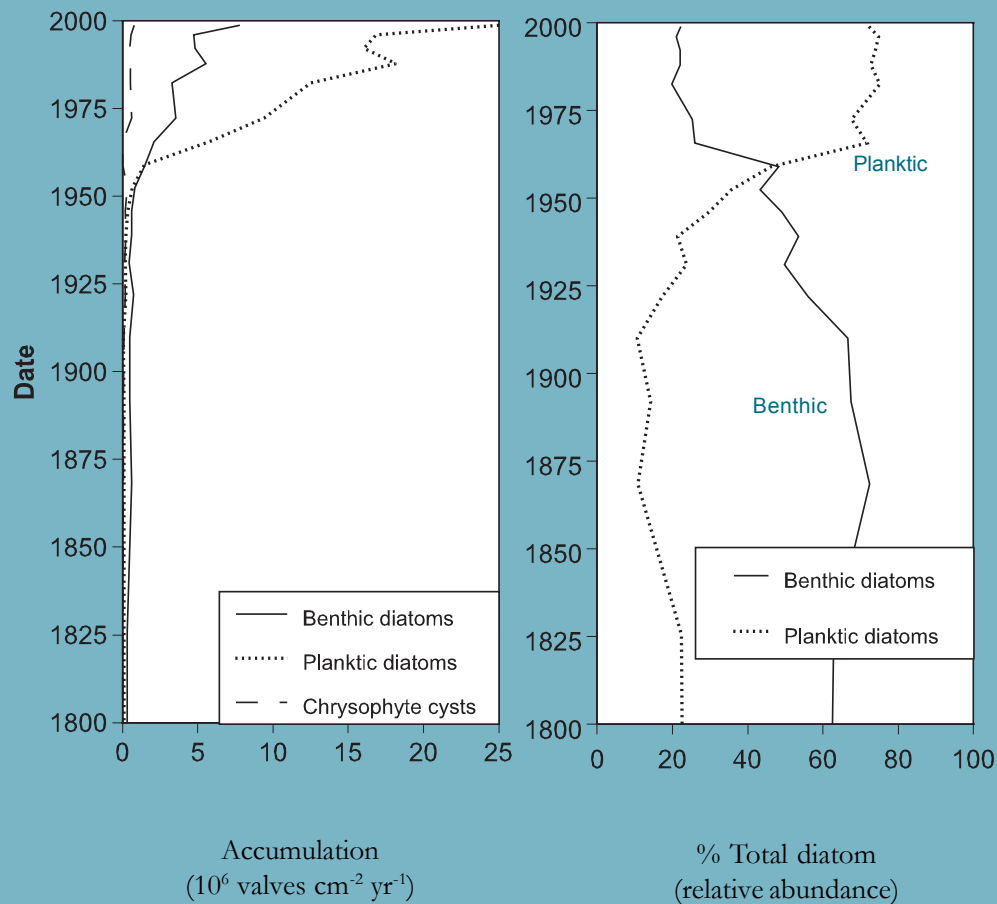 Date
2000
1975
1950
1925
1900
1875
1850
1825
1800
0 5 10 15 20 25
Benthic diatoms
Planktic diatoms
Chrysophyte cysts
Accumulation
(10⁶ valves cm⁻² yr⁻¹)
2000
1975
1950
1925
1900
1875
1850
1825
1800
0 20 40 60 80 100
Planktic
Benthic
Benthic diatoms
Planktic diatoms
% Total diatom
(relative abundance)